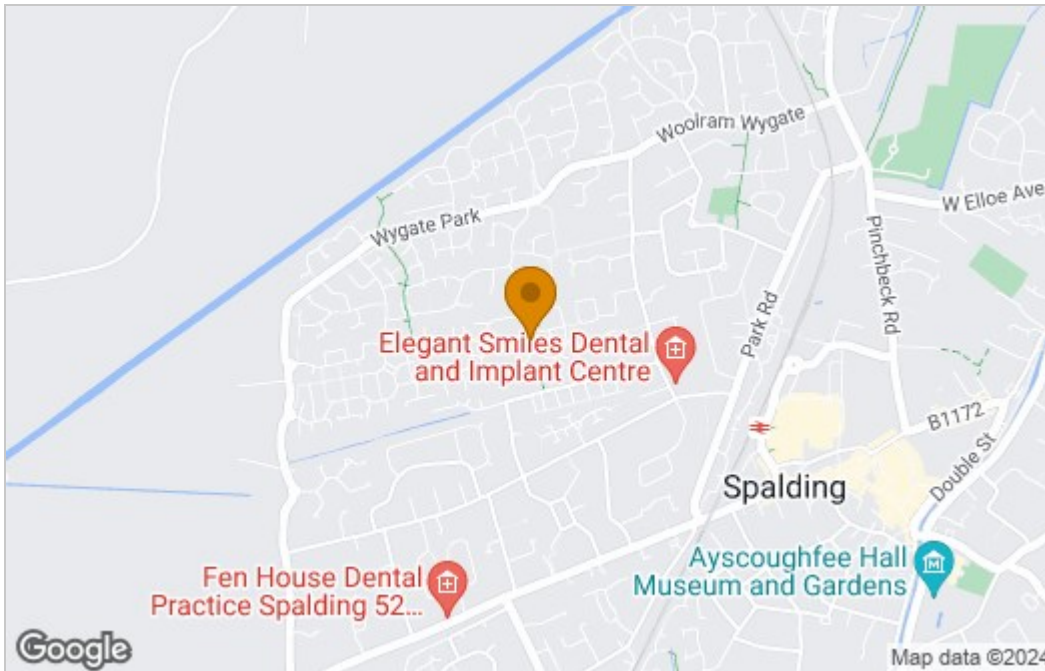 Woolram Wygate
W Elloe Ave
Wygate Park
Pinchbeck Rd
Park Rd
Elegant Smiles Dental
and Implant Centre
B1172
Double St
Spalding
Ayscoughfee Hall
Museum and Gardens
Fen House Dental
Practice Spalding 52...
Google
Map data ©2024